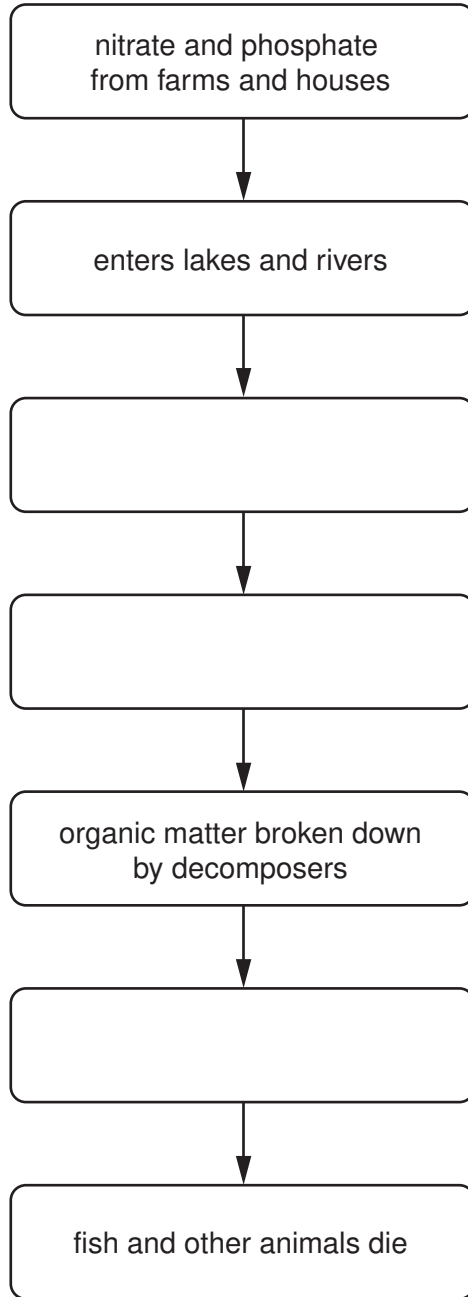 nitrate and phosphate
from farms and houses
enters lakes and rivers
organic matter broken down
by decomposers
fish and other animals die